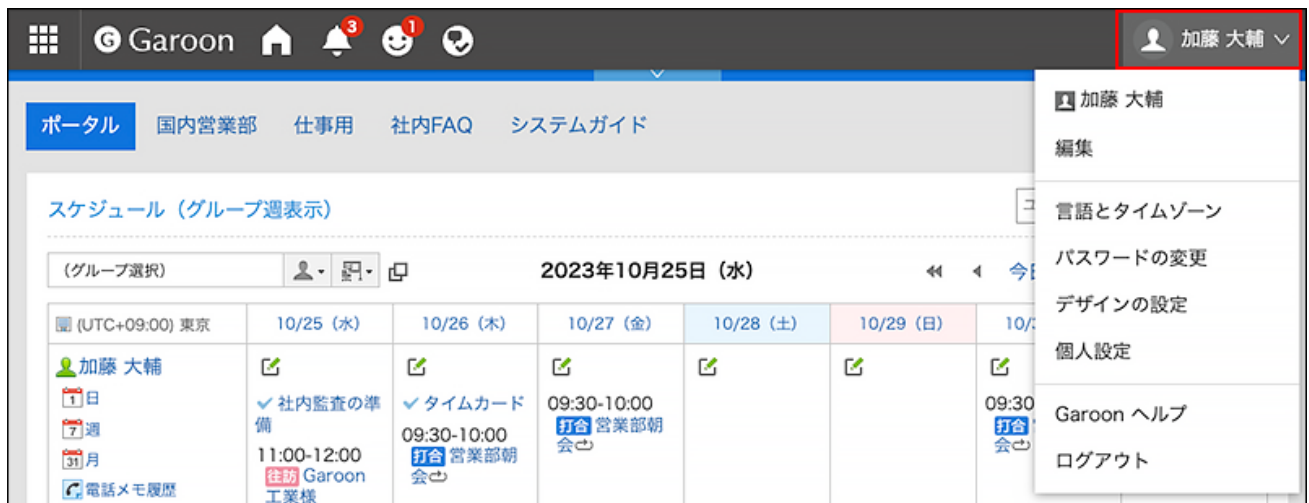 Garoon
3
1
加藤 大輔
加藤 大輔
編集
言語とタイムゾーン
パスワードの変更
デザインの設定
個人設定
Garoon ヘルプ
ログアウト
ポータル
国内営業部
仕事用
社内FAQ
システムガイド
スケジュール（グループ週表示）
(グループ選択)
2023年10月25日（水）
(UTC+09:00) 東京
10/25（水）
10/26（木）
10/27（金）
10/28（土）
10/29（日）
加藤 大輔
1 日
7 週
31 月
電話メモ履歴
社内監査の準
備
11:00-12:00
往訪 Garoon
工業様
タイムカード
09:30-10:00
打合 営業部朝
会
09:30-10:00
打合 営業部朝
会
09:30
打合
会